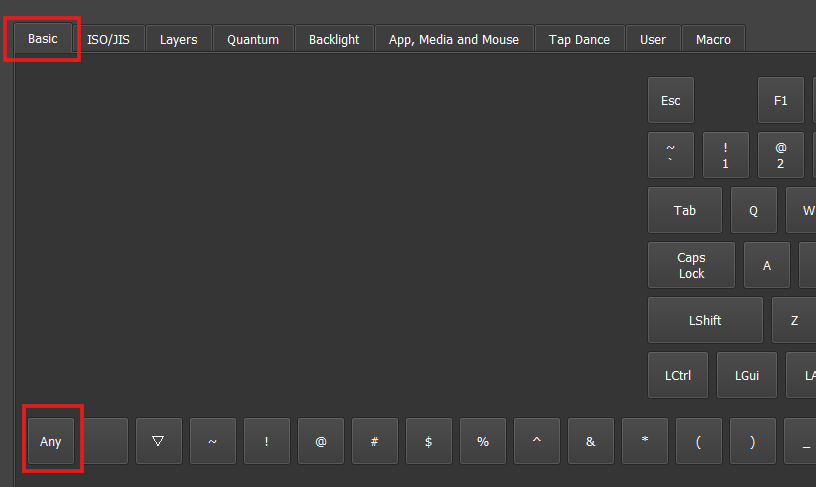 Basic ISO/JIS Layers Quantum Backlight App, Media and Mouse Tap Dance User Macro
Esc F1
~ ! @
` 1 2
Tab Q W
Caps
Lock A
LShift Z
LCtrl LGui LA
Any ▽ ~ ! @ # $ % ^ & * ( ) _